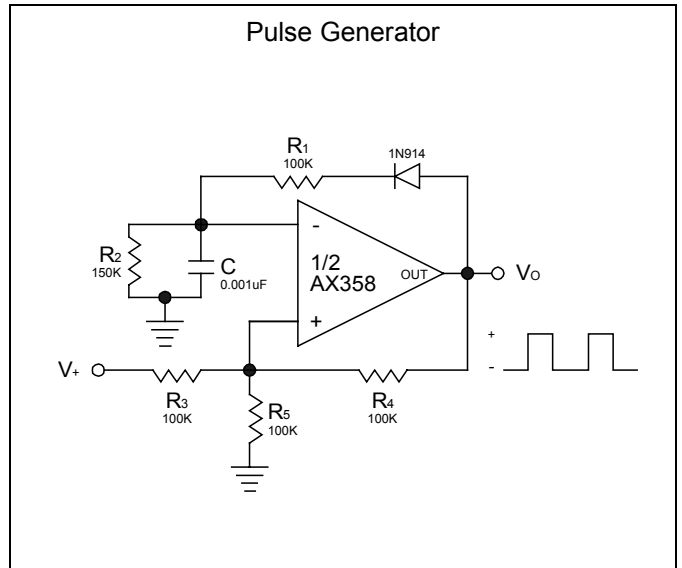 Pulse Generator
R1
100K
1N914
R2
150K
C
0.001uF
-
1/2
AX358
OUT
+
VO
V+
R3
100K
R5
100K
R4
100K
+
-